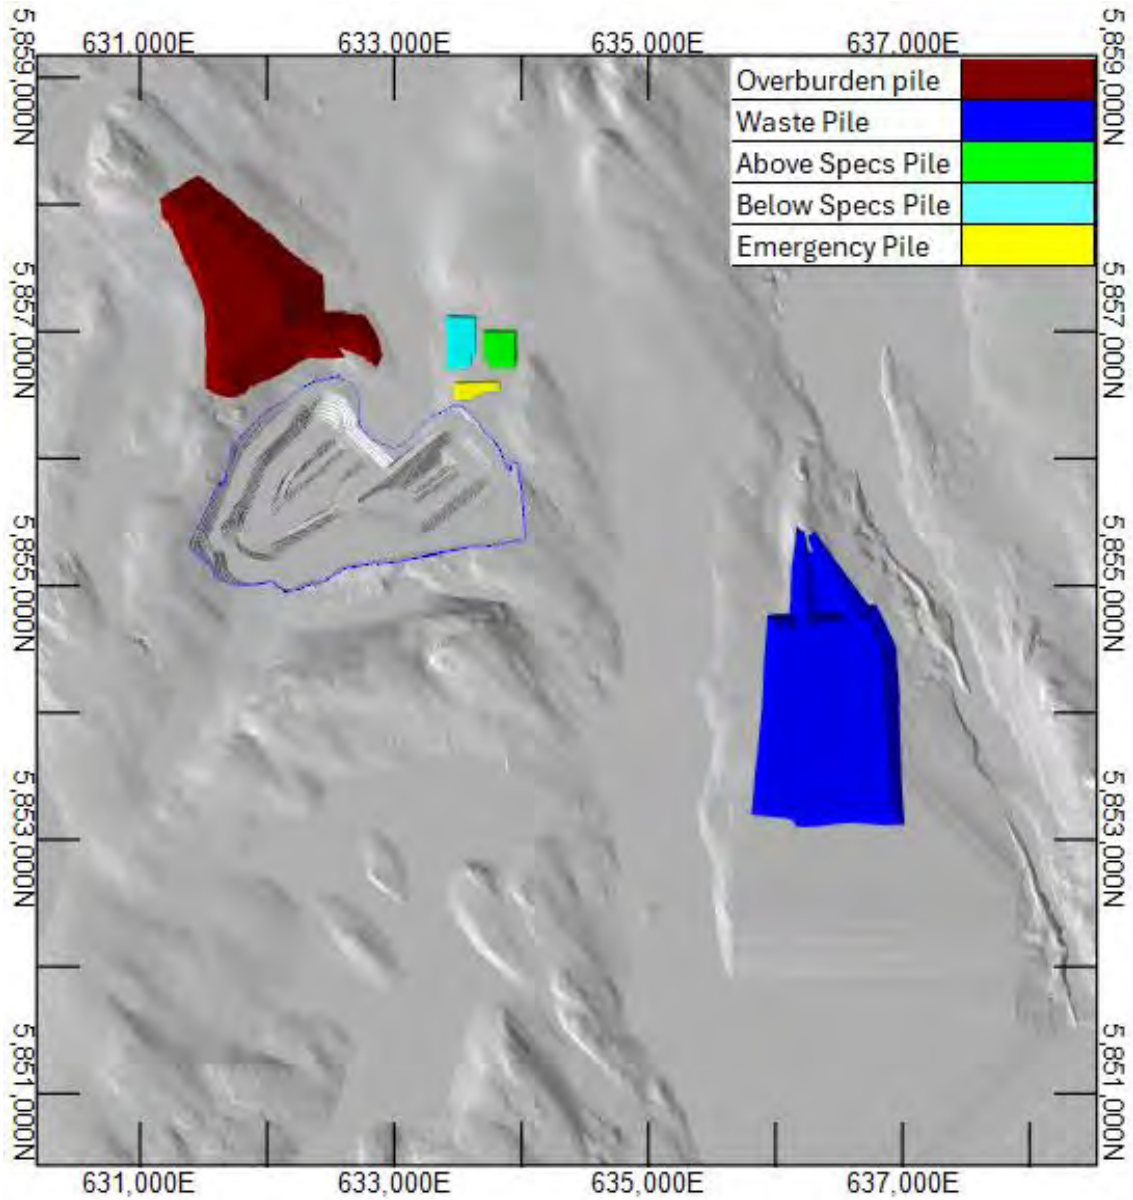 631,000E 633,000E 635,000E 637,000E
5,859,000N
5,859,000N
Overburden pile
Waste Pile
Above Specs Pile
Below Specs Pile
Emergency Pile
5,857,000N
5,857,000N
5,855,000N
5,855,000N
5,853,000N
5,853,000N
5,851,000N
5,851,000N
631,000E 633,000E 635,000E 637,000E